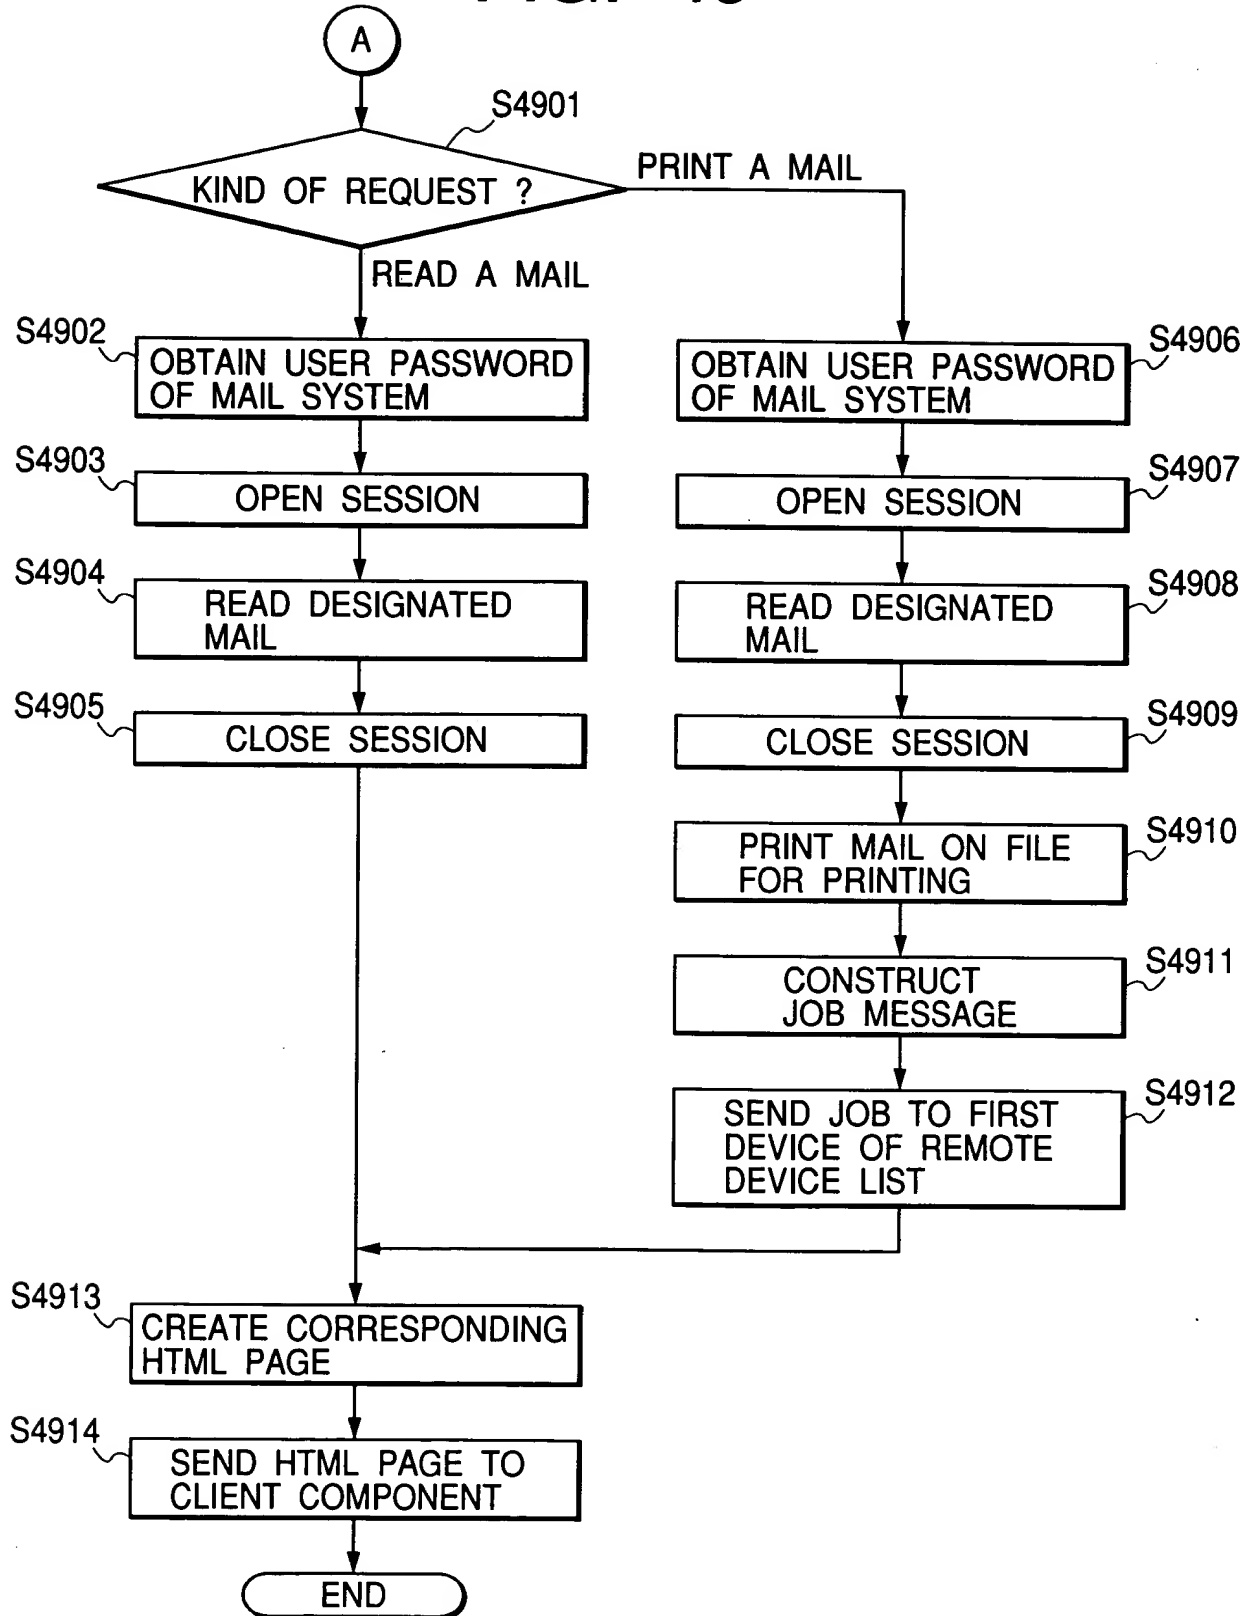 A
S4901
KIND OF REQUEST ?
PRINT A MAIL
READ A MAIL
S4902
OBTAIN USER PASSWORD
OF MAIL SYSTEM
S4903
OPEN SESSION
S4904
READ DESIGNATED
MAIL
S4905
CLOSE SESSION
S4906
OBTAIN USER PASSWORD
OF MAIL SYSTEM
S4907
OPEN SESSION
S4908
READ DESIGNATED
MAIL
S4909
CLOSE SESSION
S4910
PRINT MAIL ON FILE
FOR PRINTING
S4911
CONSTRUCT
JOB MESSAGE
S4912
SEND JOB TO FIRST
DEVICE OF REMOTE
DEVICE LIST
S4913
CREATE CORRESPONDING
HTML PAGE
S4914
SEND HTML PAGE TO
CLIENT COMPONENT
END